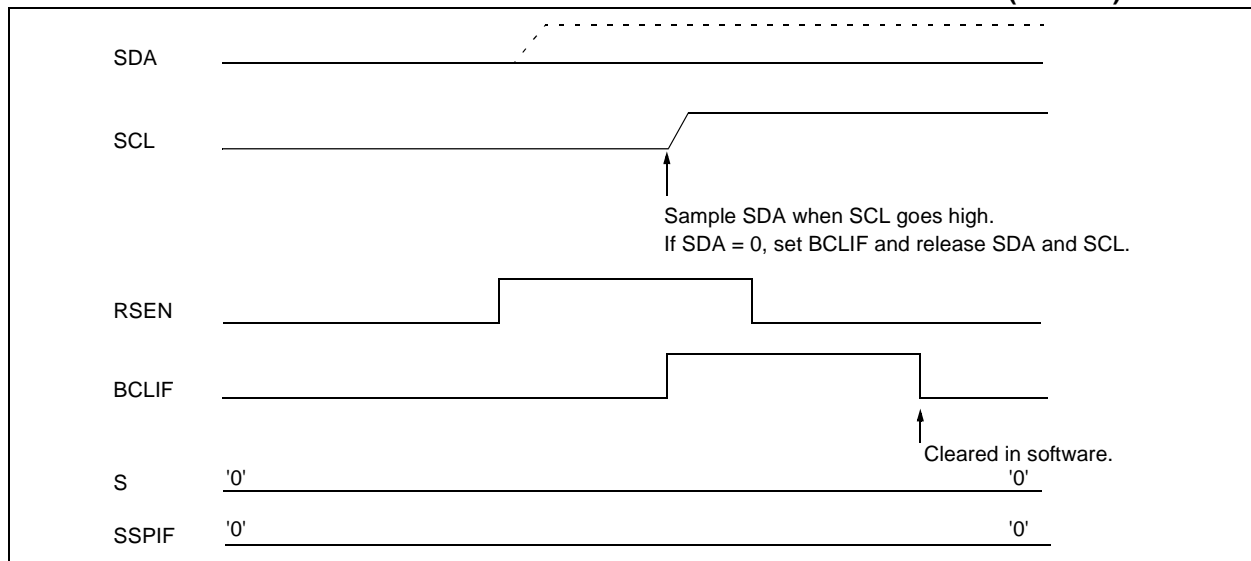 SDA
SCL
Sample SDA when SCL goes high.
If SDA = 0, set BCLIF and release SDA and SCL.
RSEN
BCLIF
Cleared in software.
S
'0'
'0'
SSPIF
'0'
'0'